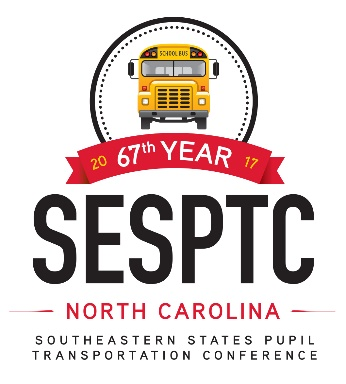 SCHOOL BUS
20 67th YEAR 17
SESPTC
NORTH CAROLINA
SOUTHEASTERN STATES PUPIL
TRANSPORTATION CONFERENCE